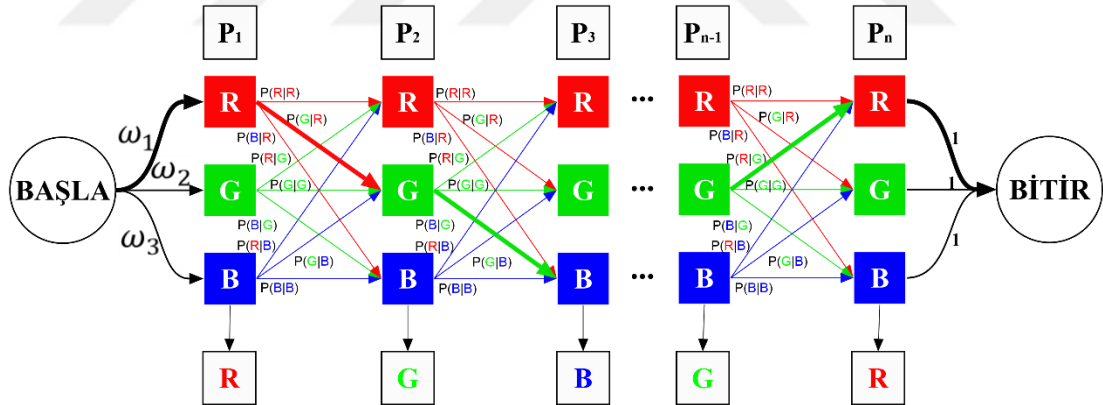 P₁ P₂ P₃ Pₙ₋₁ Pₙ
R P(R|R) R P(R|R) R ... R P(R|R) R
P(G|R) P(G|R) P(G|R)
ω₁ P(B|R) P(B|R) P(B|R) 1
P(R|G) P(R|G) P(R|G)
BAŞLA ω₂ G P(G|G) G P(G|G) G ... G P(G|G) G 1 BİTİR
P(B|G) P(B|G) P(B|G)
ω₃ P(R|B) P(R|B) P(R|B) 1
P(G|B) P(G|B) P(G|B)
B P(B|B) B P(B|B) B ... B P(B|B) B
R G B G R